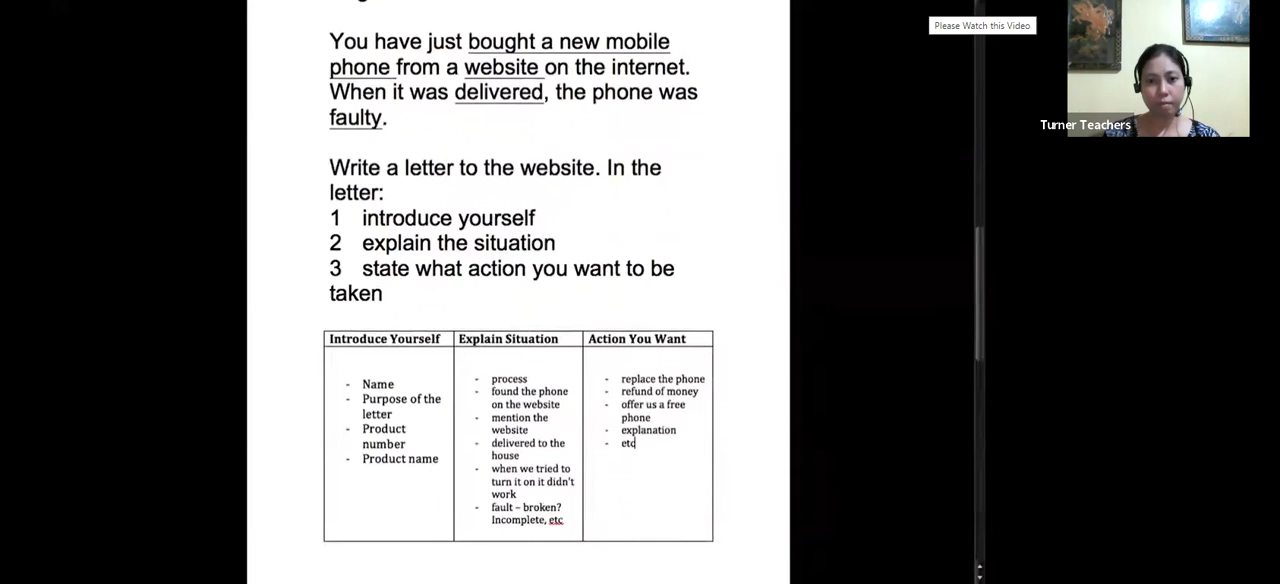 Please Watch this Video
Turner Teachers
You have just bought a new mobile
phone from a website on the internet.
When it was delivered, the phone was
faulty.
Write a letter to the website. In the
letter:
1 introduce yourself
2 explain the situation
3 state what action you want to be
taken
Introduce Yourself
- Name
- Purpose of the
letter
- Product
number
- Product name
Explain Situation
- process
- found the phone
on the website
- mention the
website
- delivered to the
house
- when we tried to
turn it on it didn't
work
- fault – broken?
Incomplete, etc
Action You Want
- replace the phone
- refund of money
- offer us a free
phone
- explanation
- etc